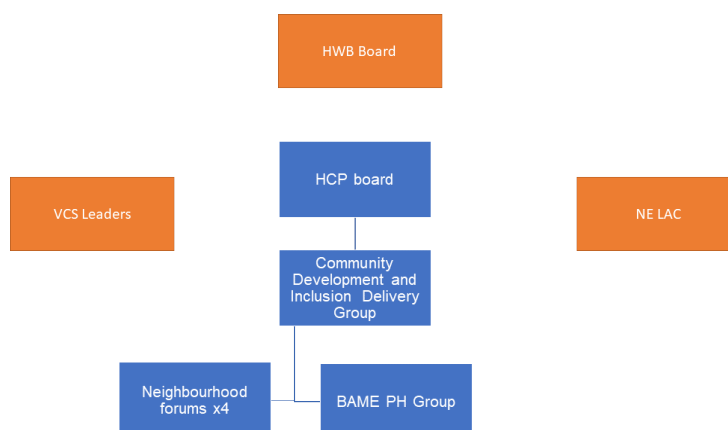 HWB Board
HCP board
VCS Leaders
NE LAC
Community
Development and
Inclusion Delivery
Group
Neighbourhood
forums x4
BAME PH Group